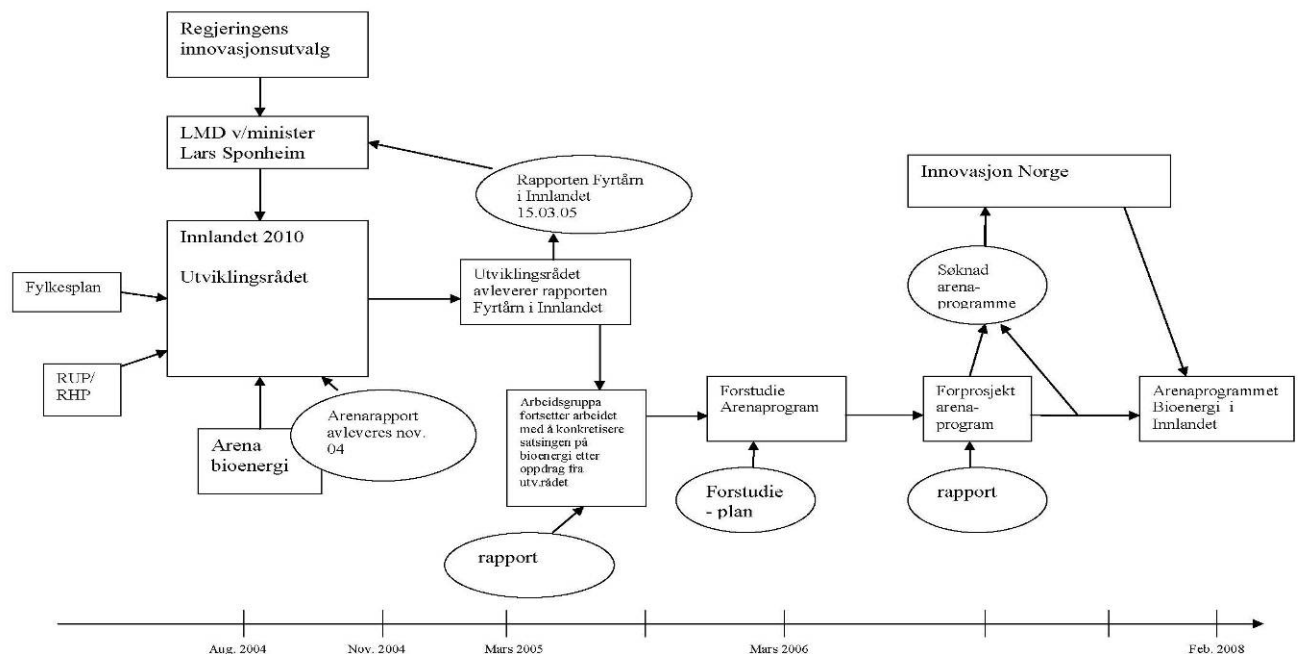 Regjeringens
innovasjonsutvalg
LMD v/minister
Lars Sponheim
Rapporten Fyrtårn
i Innlandet
15.03.05
Innovasjon Norge
Innlandet 2010
Utviklingsrådet
Fylkesplan
RUP/
RHP
Utviklingsrådet
avleverer rapporten
Fyrtårn i Innlandet
Søknad
arena-
programme
Arena
bioenergi
Arenarapport
avleveres nov.
04
Arbeidsgruppa
fortsetter arbeidet
med å konkretisere
satsingen på
bioenergi etter
oppdrag fra
utv.rådet
Forstudie
Arenaprogram
Forprosjekt
arena-
program
Arenaprogrammet
Bioenergi i
Innlandet
Forstudie
- plan
rapport
rapport
Aug. 2004
Nov. 2004
Mars 2005
Mars 2006
Feb. 2008